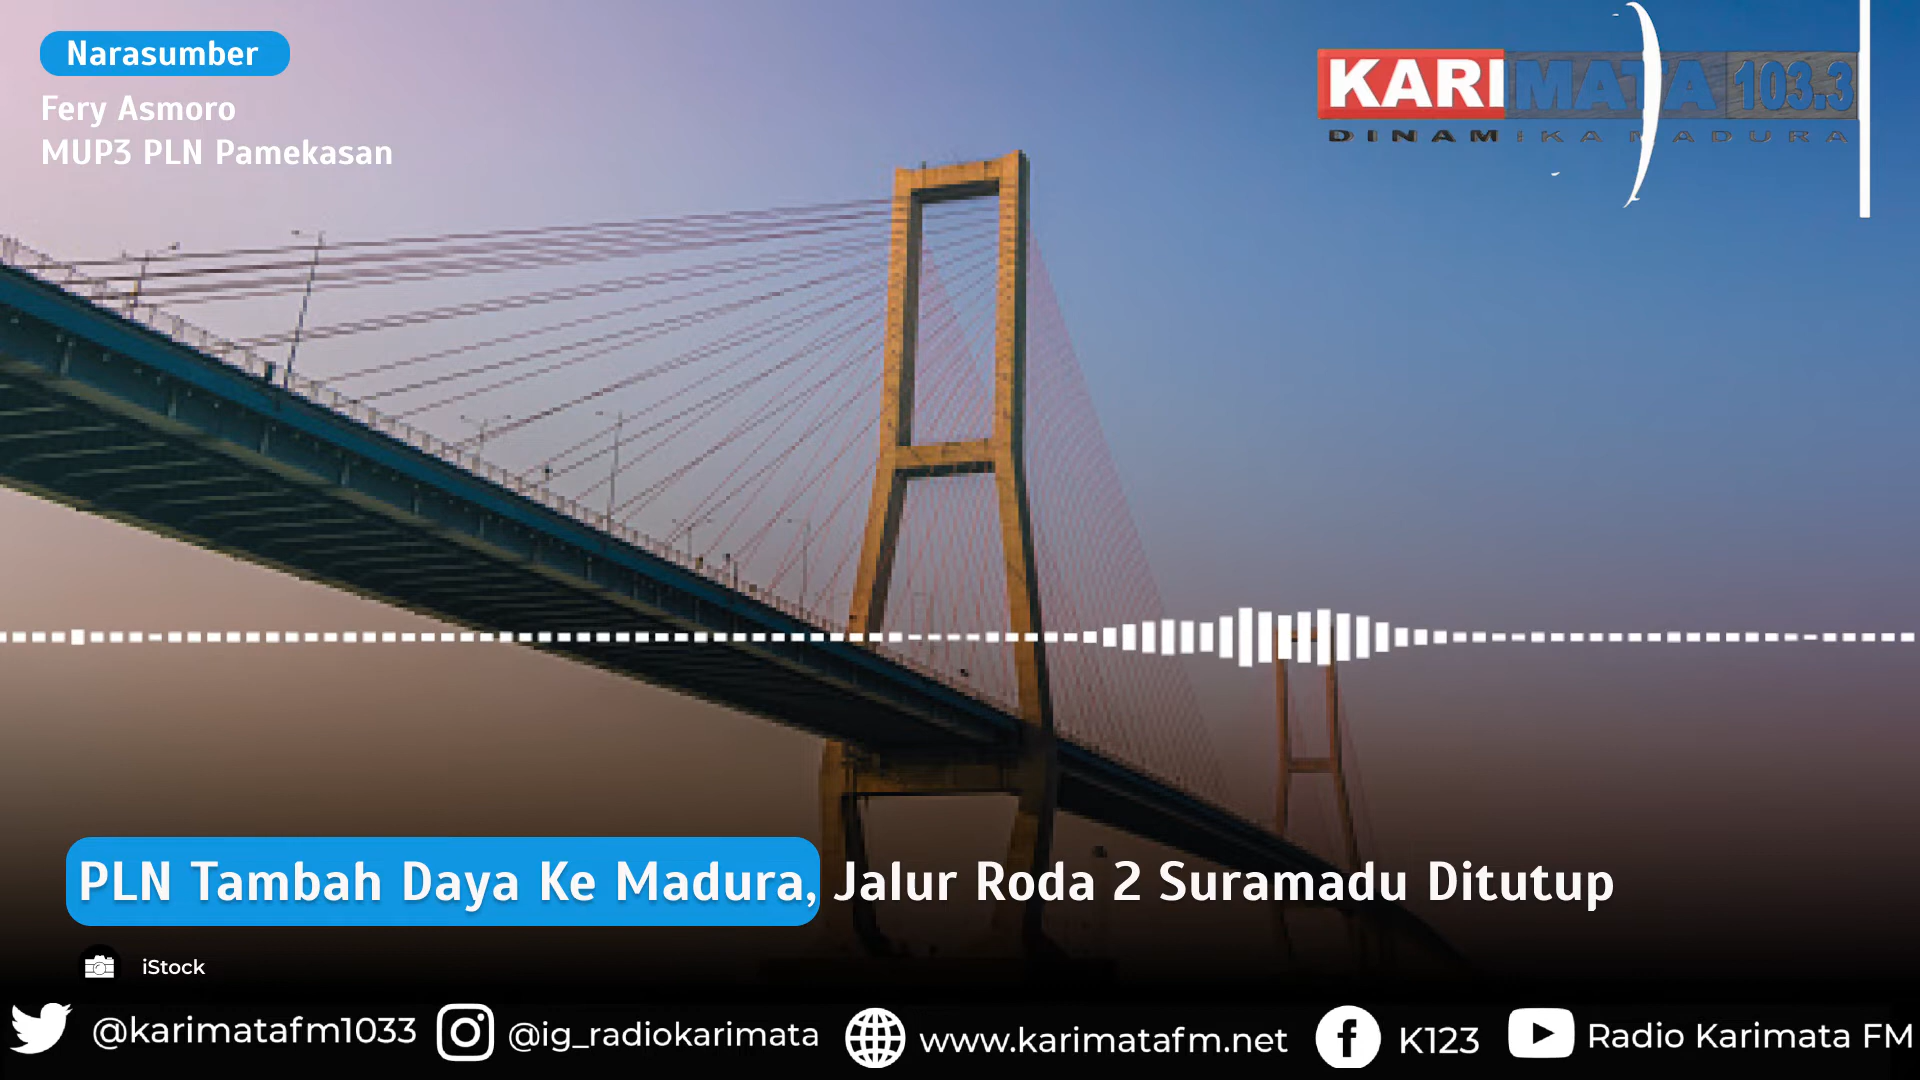 Narasumber
Fery Asmoro
MUP3 PLN Pamekasan
KARIMATA 103.3
DINAMIKA MADURA
PLN Tambah Daya Ke Madura, Jalur Roda 2 Suramadu Ditutup
iStock
@karimatafm1033 @ig_radiokarimata www.karimatafm.net K123 Radio Karimata FM